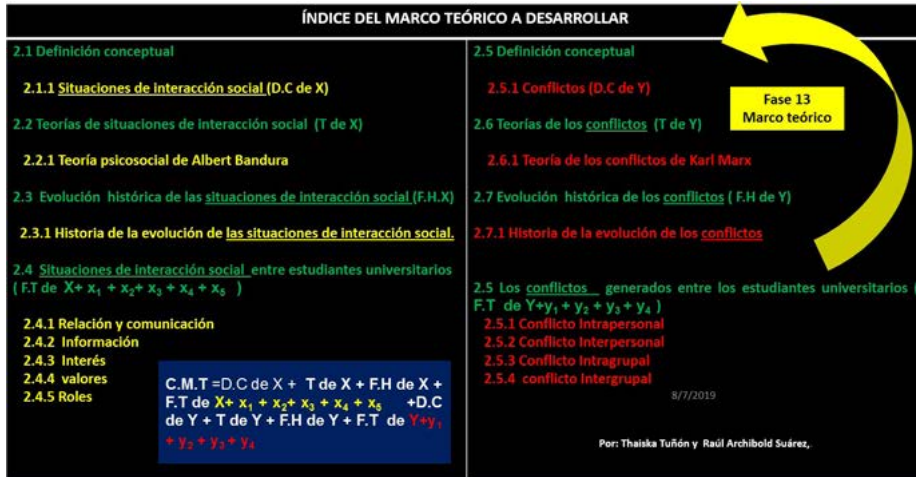 ÍNDICE DEL MARCO TEÓRICO A DESARROLLAR
2.1 Definición conceptual
2.1.1 Situaciones de interacción social (D.C de X)
2.2 Teorías de situaciones de interacción social (T de X)
2.2.1 Teoría psicosocial de Albert Bandura
2.3 Evolución histórica de las situaciones de interacción social (F.H.X)
2.3.1 Historia de la evolución de las situaciones de interacción social.
2.4 Situaciones de interacción social entre estudiantes universitarios
( F.T de X+ x₁ + x₂+ x₃ + x₄ + x₅ )
2.4.1 Relación y comunicación
2.4.2 Información
2.4.3 Interés
2.4.4 valores
2.4.5 Roles
C.M.T =D.C de X + T de X + F.H de X +
F.T de X+ x₁ + x₂+ x₃ + x₄ + x₅ +D.C
de Y + T de Y + F.H de Y + F.T de Y+y₁
+ y₂ + y₃ + y₄
2.5 Definición conceptual
2.5.1 Conflictos (D.C de Y)
2.6 Teorías de los conflictos (T de Y)
2.6.1 Teoría de los conflictos de Karl Marx
2.7 Evolución histórica de los conflictos ( F.H de Y)
2.7.1 Historia de la evolución de los conflictos
2.5 Los conflictos generados entre los estudiantes universitarios (
F.T de Y+y₁ + y₂ + y₃ + y₄ )
2.5.1 Conflicto Intrapersonal
2.5.2 Conflicto Interpersonal
2.5.3 Conflicto Intragrupal
2.5.4 conflicto Intergrupal
Fase 13
Marco teórico
8/7/2019
Por: Thaiska Tuñón y Raúl Archibold Suárez,